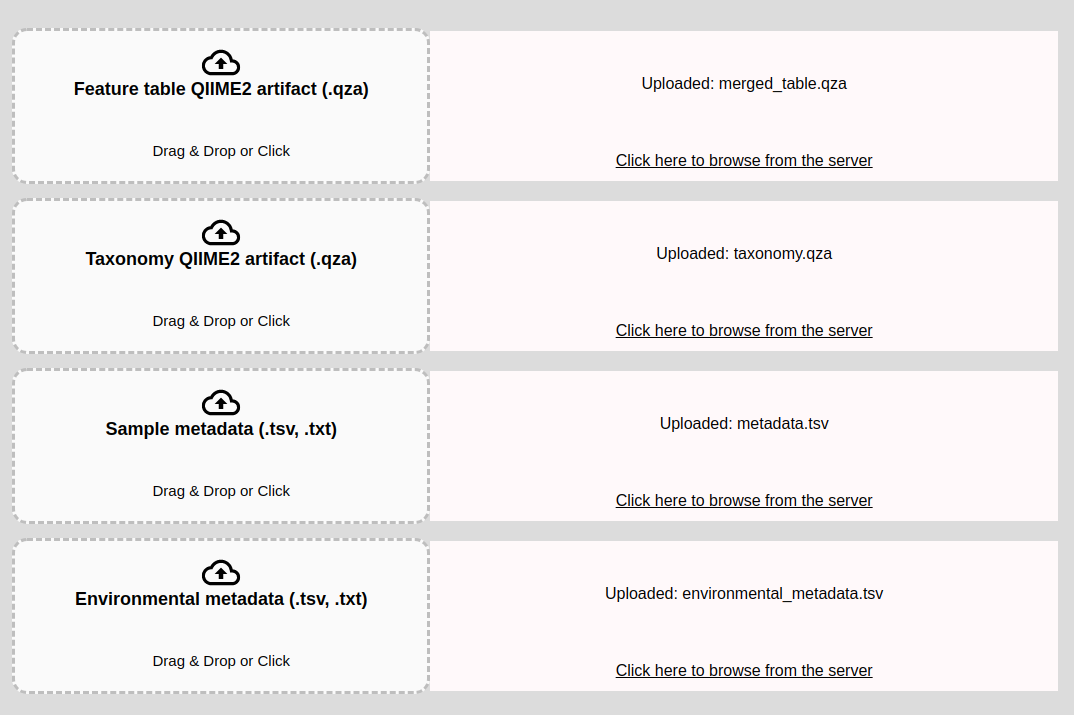 Feature table QIIME2 artifact (.qza)
Drag & Drop or Click
Uploaded: merged_table.qza
Click here to browse from the server
Taxonomy QIIME2 artifact (.qza)
Drag & Drop or Click
Uploaded: taxonomy.qza
Click here to browse from the server
Sample metadata (.tsv, .txt)
Drag & Drop or Click
Uploaded: metadata.tsv
Click here to browse from the server
Environmental metadata (.tsv, .txt)
Drag & Drop or Click
Uploaded: environmental_metadata.tsv
Click here to browse from the server